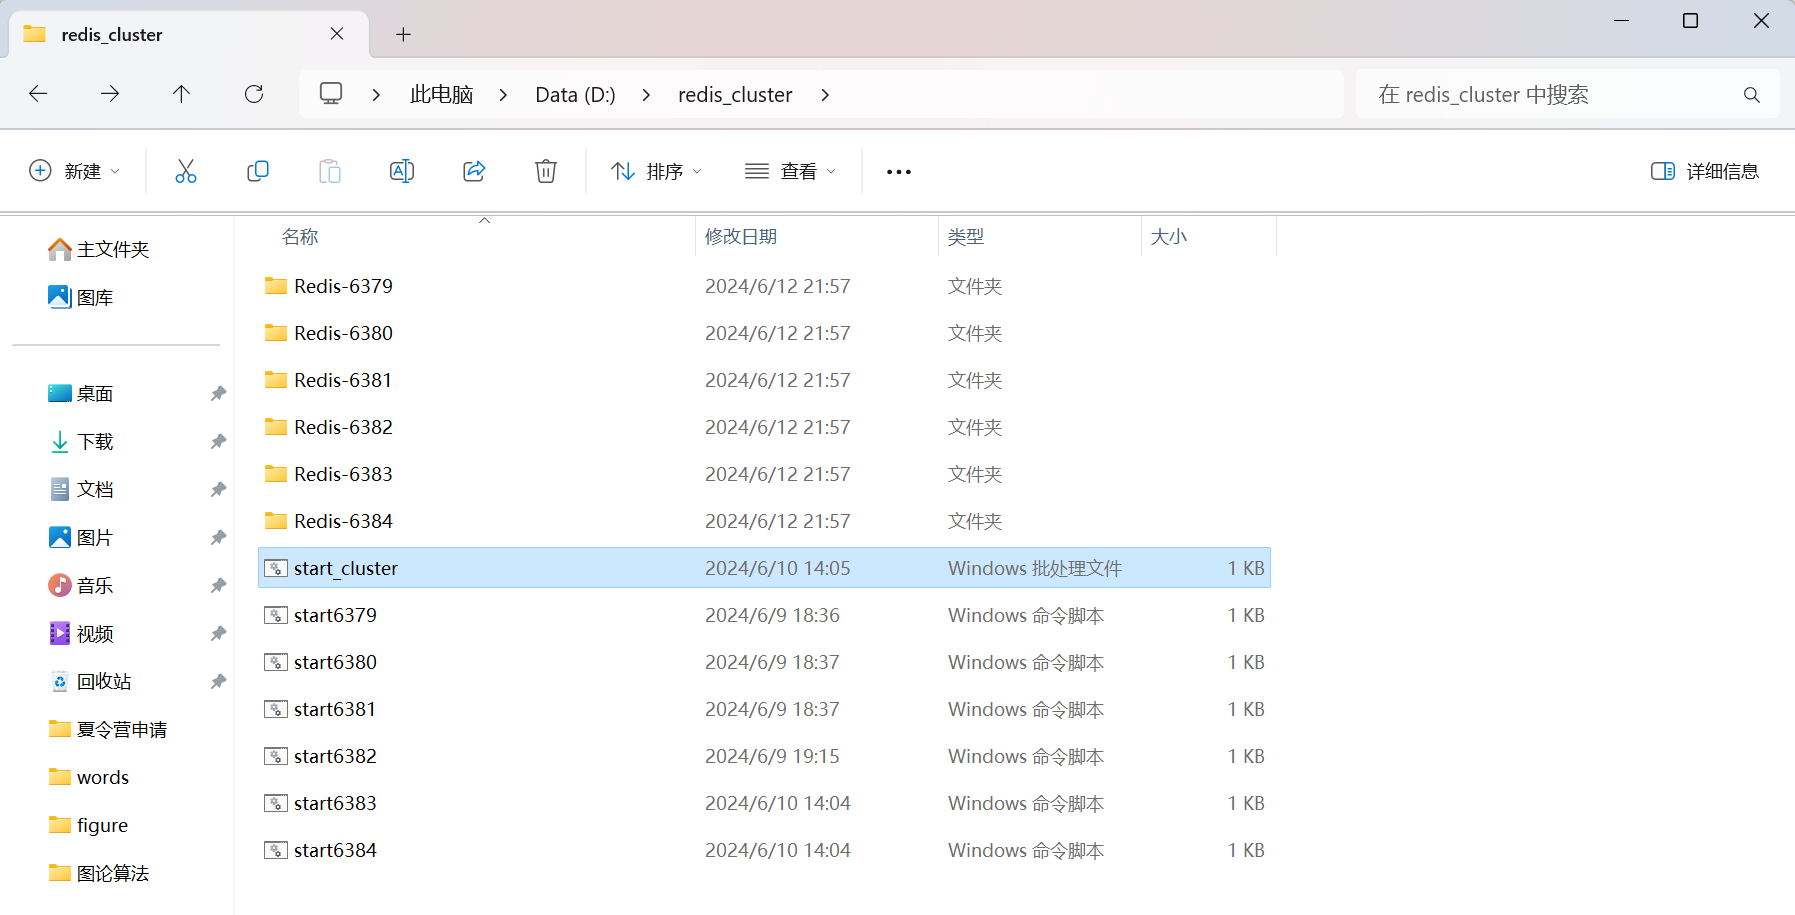 redis_cluster
此电脑 Data (D:) redis_cluster 在 redis_cluster 中搜索
新建 排序 查看 详细信息
名称 修改日期 类型 大小
主文件夹
图库
桌面
下载
文档
图片
音乐
视频
回收站
夏令营申请
words
figure
图论算法
Redis-6379 2024/6/12 21:57 文件夹
Redis-6380 2024/6/12 21:57 文件夹
Redis-6381 2024/6/12 21:57 文件夹
Redis-6382 2024/6/12 21:57 文件夹
Redis-6383 2024/6/12 21:57 文件夹
Redis-6384 2024/6/12 21:57 文件夹
start_cluster 2024/6/10 14:05 Windows 批处理文件 1 KB
start6379 2024/6/9 18:36 Windows 命令脚本 1 KB
start6380 2024/6/9 18:37 Windows 命令脚本 1 KB
start6381 2024/6/9 18:37 Windows 命令脚本 1 KB
start6382 2024/6/9 19:15 Windows 命令脚本 1 KB
start6383 2024/6/10 14:04 Windows 命令脚本 1 KB
start6384 2024/6/10 14:04 Windows 命令脚本 1 KB